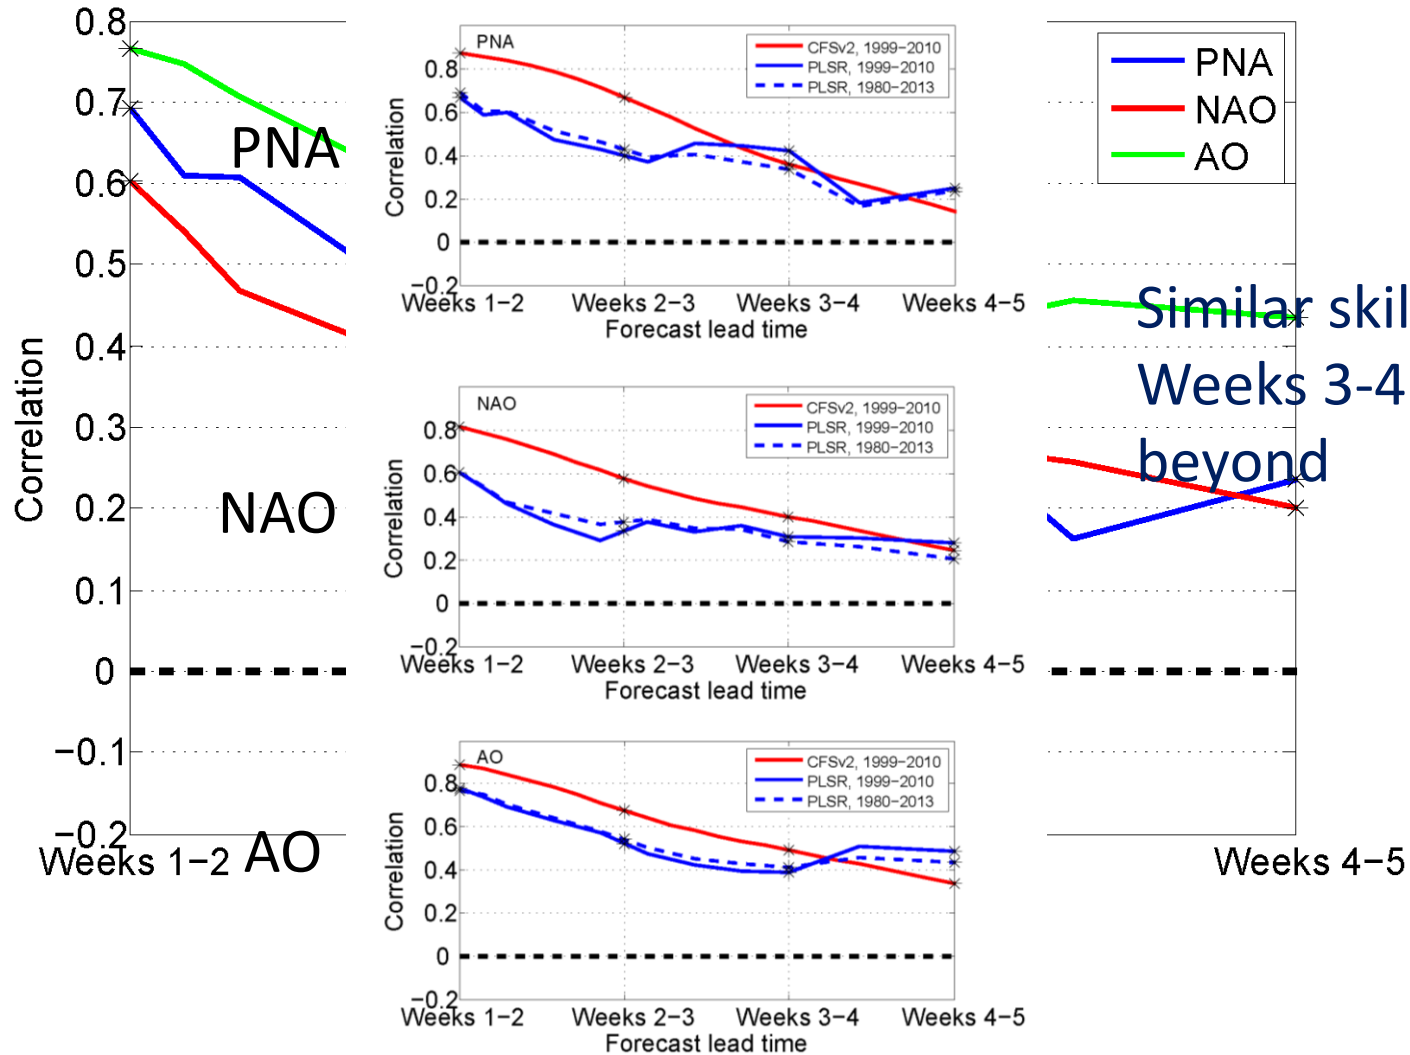 0.8
0.7
0.6
0.5
0.4
0.3
0.2
0.1
0
−0.1
−0.2
Correlation
Weeks 1−2
Weeks 4−5
PNA
NAO
AO
PNA
NAO
AO
Similar skil
Weeks 3-4
beyond
PNA
CFSv2, 1999−2010
PLSR, 1999−2010
PLSR, 1980−2013
0.8
0.6
0.4
0.2
0
−0.2
Correlation
Weeks 1−2
Weeks 2−3
Weeks 3−4
Weeks 4−5
Forecast lead time
NAO
CFSv2, 1999−2010
PLSR, 1999−2010
PLSR, 1980−2013
0.8
0.6
0.4
0.2
0
−0.2
Correlation
Weeks 1−2
Weeks 2−3
Weeks 3−4
Weeks 4−5
Forecast lead time
AO
CFSv2, 1999−2010
PLSR, 1999−2010
PLSR, 1980−2013
0.8
0.6
0.4
0.2
0
−0.2
Correlation
Weeks 1−2
Weeks 2−3
Weeks 3−4
Weeks 4−5
Forecast lead time